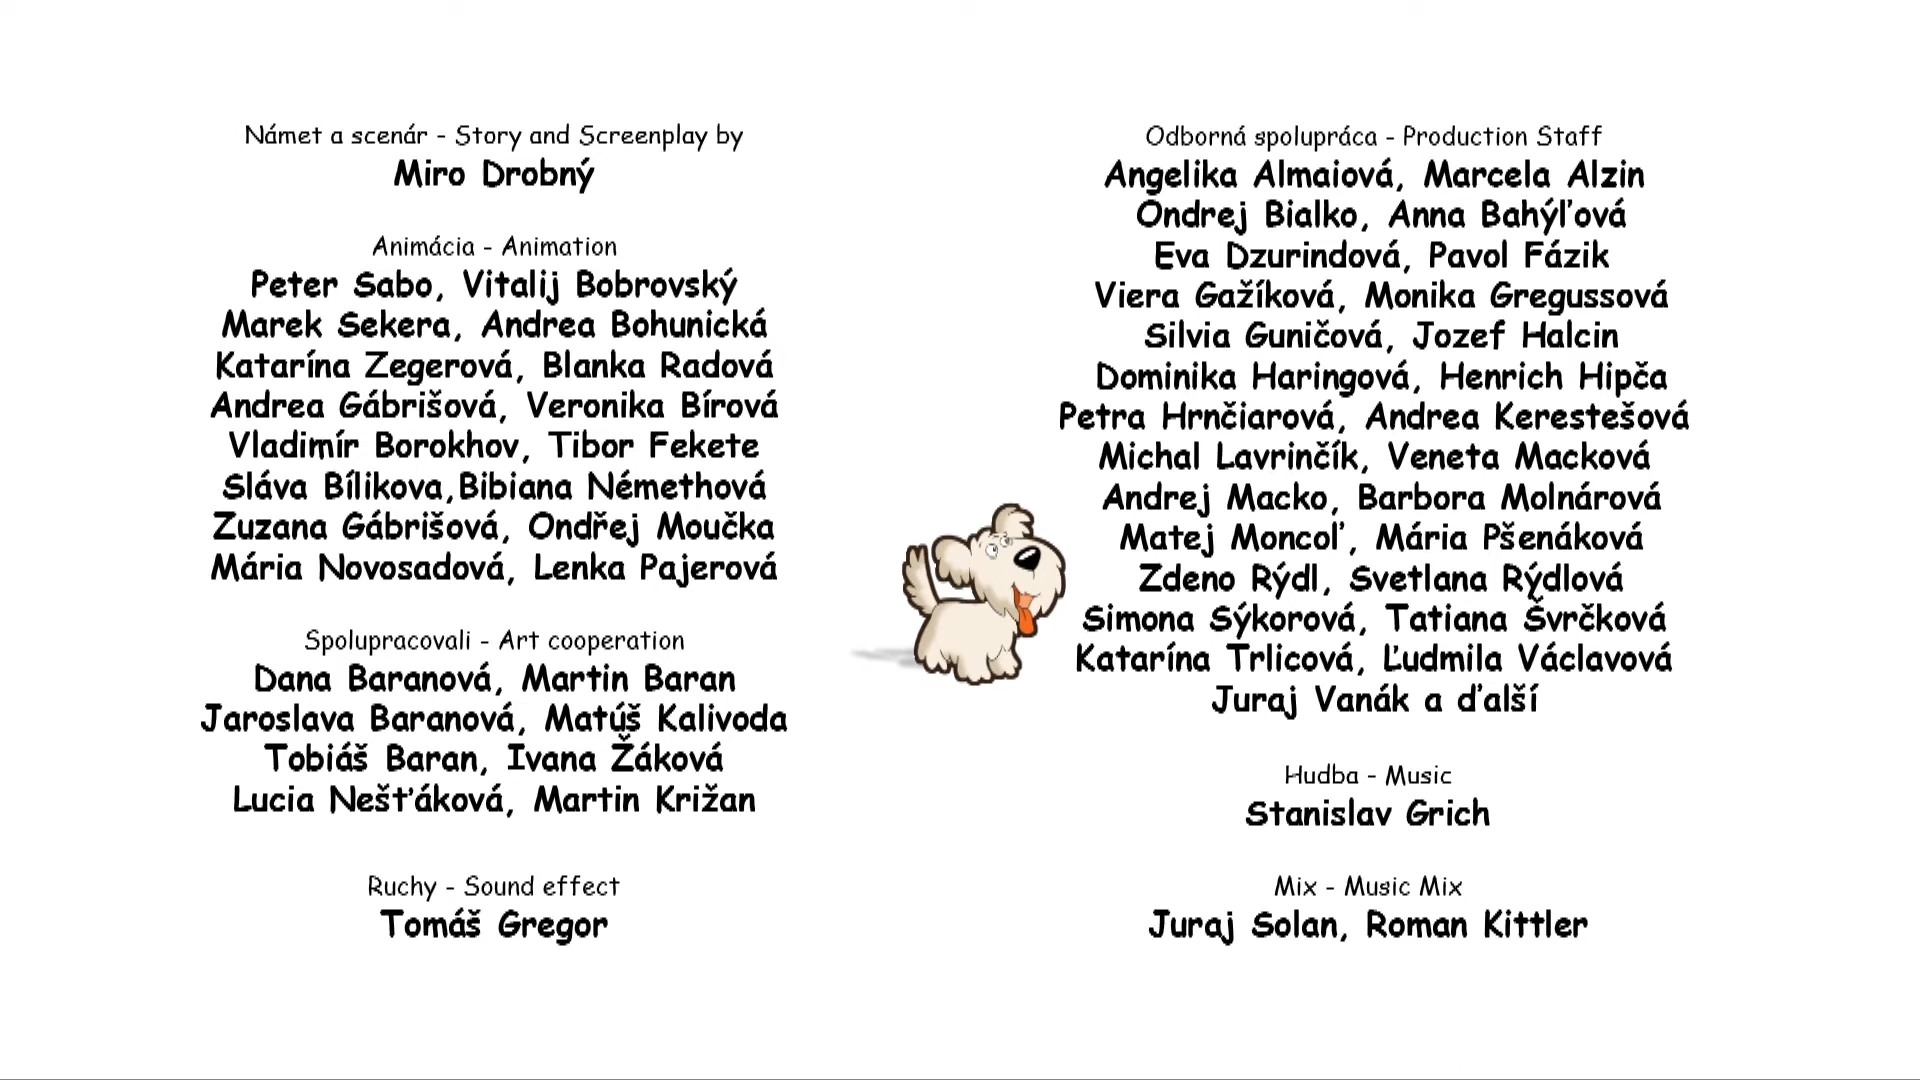 Námet a scenár - Story and Screenplay by
Miro Drobný
Animácia - Animation
Peter Sabo, Vitalij Bobrovský
Marek Sekera, Andrea Bohunická
Katarína Zegerová, Blanka Radová
Andrea Gábrišová, Veronika Bírová
Vladimír Borokhov, Tibor Fekete
Sláva Bílikova,Bibiana Némethová
Zuzana Gábrišová, Ondřej Moučka
Mária Novosadová, Lenka Pajerová
Spolupracovali - Art cooperation
Dana Baranová, Martin Baran
Jaroslava Baranová, Matúš Kalivoda
Tobiáš Baran, Ivana Žáková
Lucia Nešťáková, Martin Križan
Ruchy - Sound effect
Tomáš Gregor
Odborná spolupráca - Production Staff
Angelika Almaiová, Marcela Alzin
Ondrej Bialko, Anna Bahýľová
Eva Dzurindová, Pavol Fázik
Viera Gažíková, Monika Gregussová
Silvia Guničová, Jozef Halcin
Dominika Haringová, Henrich Hipča
Petra Hrnčiarová, Andrea Kerestešová
Michal Lavrinčík, Veneta Macková
Andrej Macko, Barbora Molnárová
Matej Moncoľ, Mária Pšenáková
Zdeno Rýdl, Svetlana Rýdlová
Simona Sýkorová, Tatiana Švrčková
Katarína Trlicová, Ľudmila Václavová
Juraj Vanák a ďalší
Hudba - Music
Stanislav Grich
Mix - Music Mix
Juraj Solan, Roman Kittler